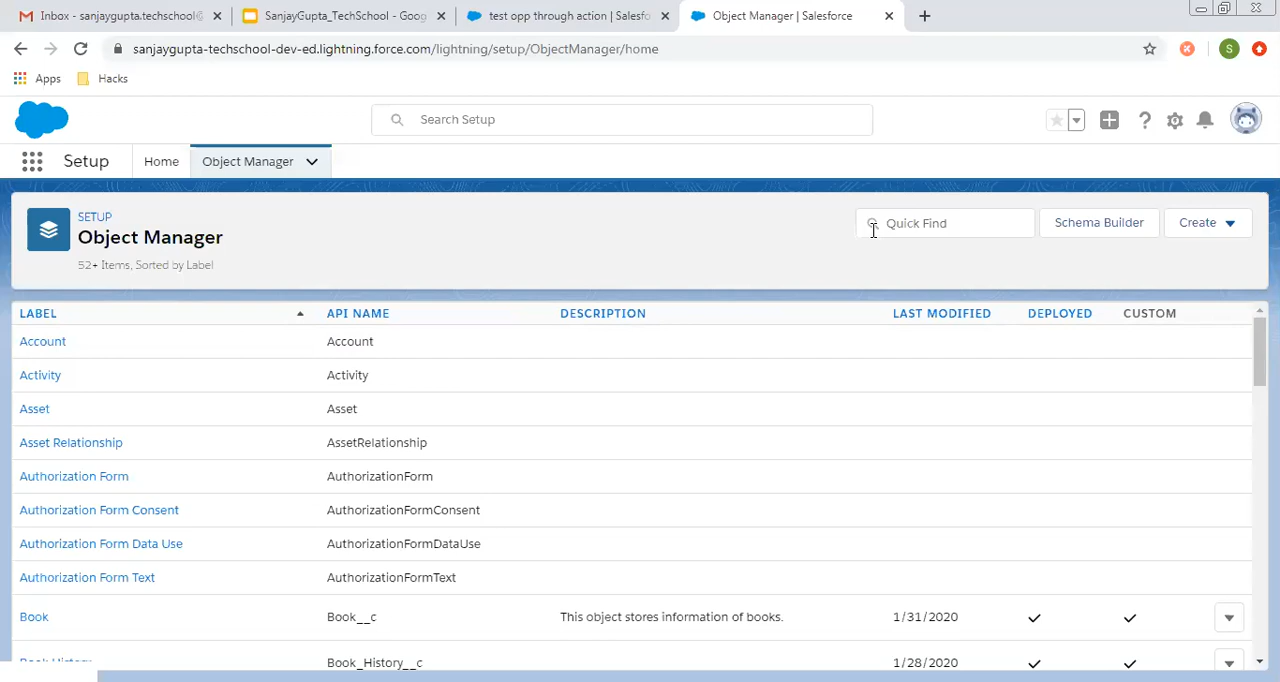 Inbox - sanjaygupta.techschool@
SanjayGupta_TechSchool - Goog
test opp through action | Salesfo
Object Manager | Salesforce
sanjaygupta-techschool-dev-ed.lightning.force.com/lightning/setup/ObjectManager/home
S
Apps
Hacks
Search Setup
Setup
Home
Object Manager
SETUP
Object Manager
52+ Items, Sorted by Label
Quick Find
Schema Builder
Create
LABEL API NAME DESCRIPTION LAST MODIFIED DEPLOYED CUSTOM
Account Account
Activity Activity
Asset Asset
Asset Relationship AssetRelationship
Authorization Form AuthorizationForm
Authorization Form Consent AuthorizationFormConsent
Authorization Form Data Use AuthorizationFormDataUse
Authorization Form Text AuthorizationFormText
Book Book__c This object stores information of books. 1/31/2020
Book History Book_History__c 1/28/2020